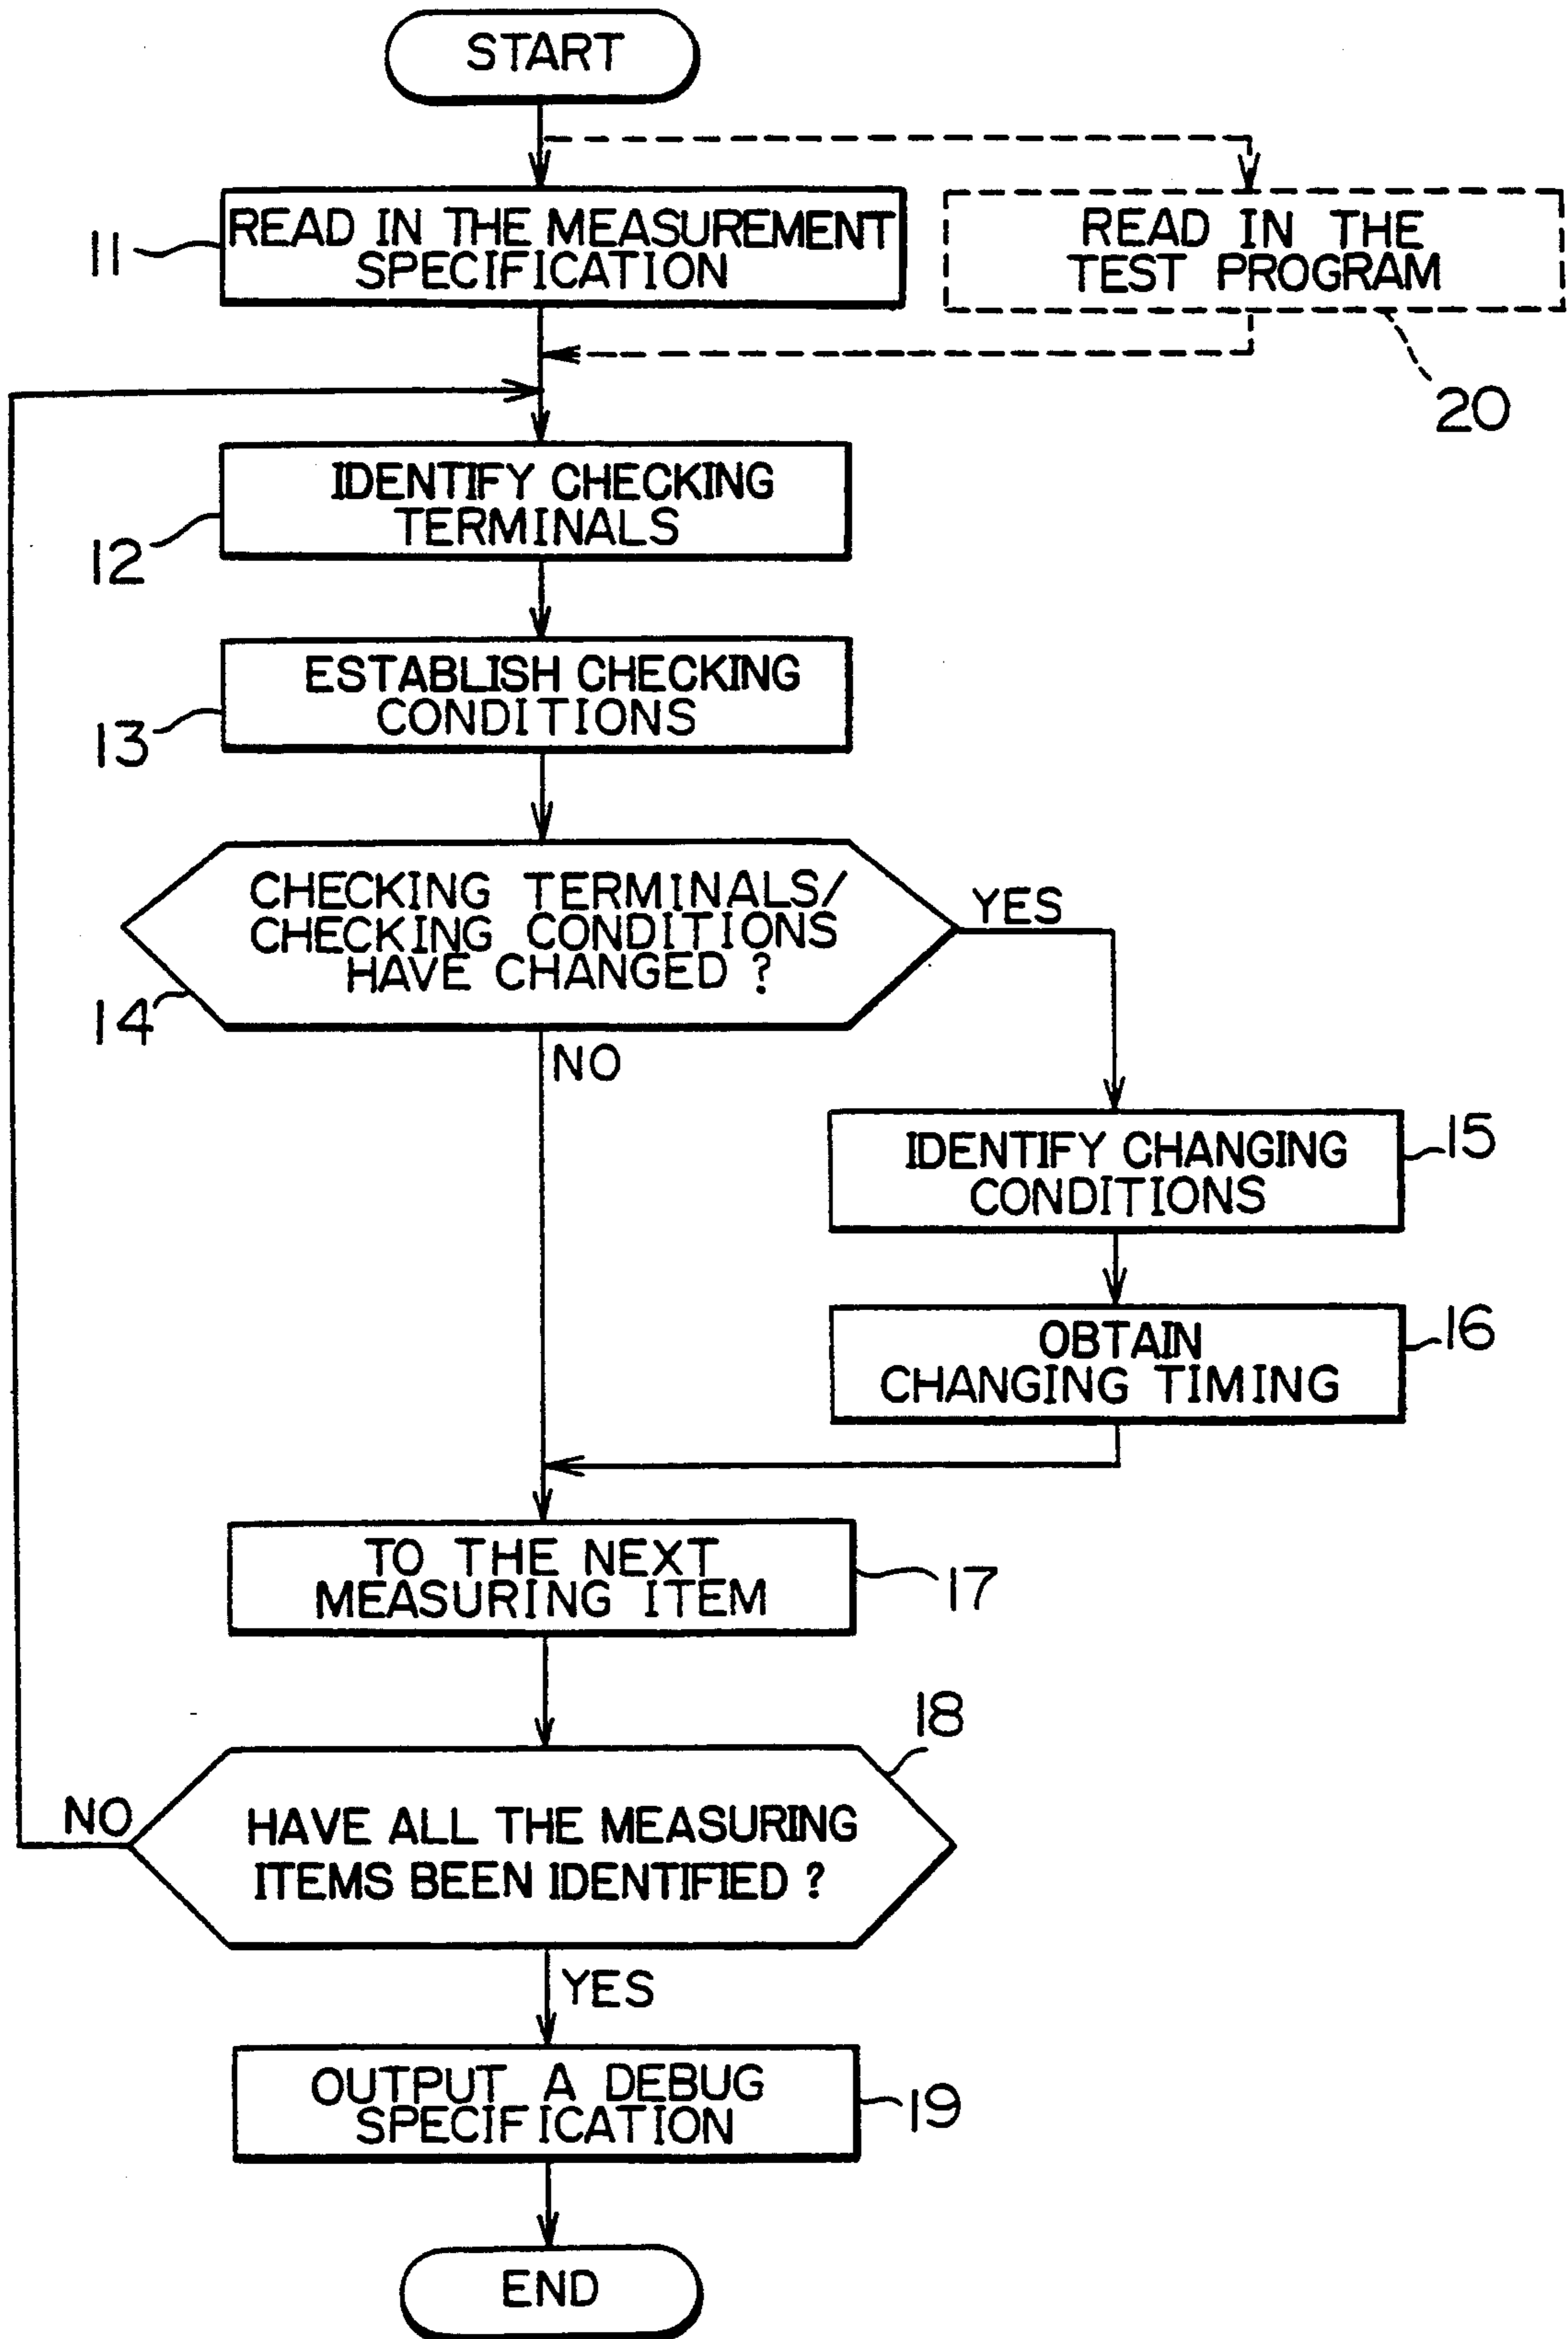 START
READ IN THE MEASUREMENT
SPECIFICATION
11
READ IN THE
TEST PROGRAM
20
IDENTIFY CHECKING
TERMINALS
12
ESTABLISH CHECKING
CONDITIONS
13
CHECKING TERMINALS/
CHECKING CONDITIONS
HAVE CHANGED ?
14
YES
NO
IDENTIFY CHANGING
CONDITIONS
15
OBTAIN
CHANGING TIMING
16
TO THE NEXT
MEASURING ITEM
17
18
HAVE ALL THE MEASURING
ITEMS BEEN IDENTIFIED ?
NO
YES
OUTPUT A DEBUG
SPECIFICATION
19
END